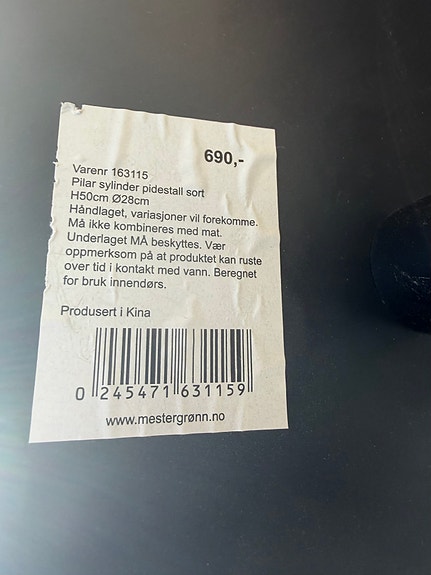 690,-
Varenr 163115
Pilar sylinder pidestall sort
H50cm Ø28cm
Håndlaget, variasjoner vil forekomme.
Må ikke kombineres med mat.
Underlaget MÅ beskyttes. Vær
oppmerksom på at produktet kan ruste
over tid i kontakt med vann. Beregnet
for bruk innendørs.
Produsert i Kina
0 245471 631159
www.mestergrønn.no